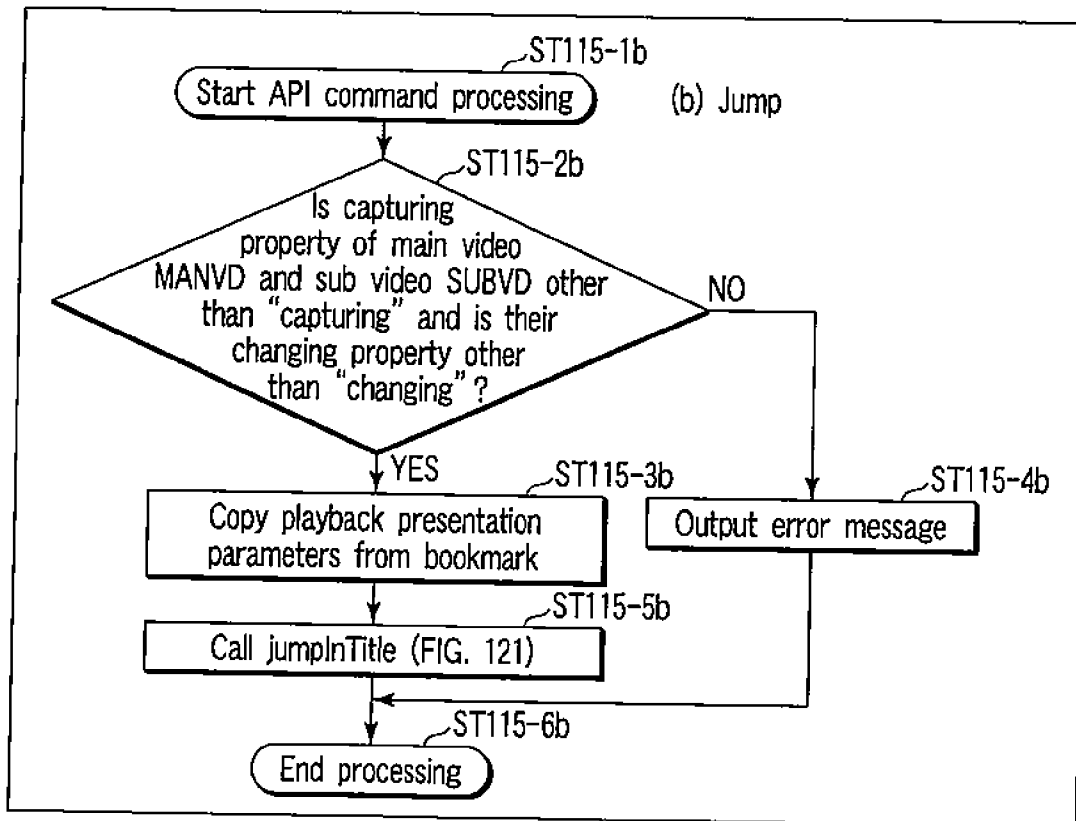 ST115-1b
Start API command processing
(b) Jump
ST115-2b
Is capturing
property of main video
MANVD and sub video SUBVD other
than “capturing” and is their
changing property other
than “changing” ?
NO
YES
ST115-3b
Copy playback presentation
parameters from bookmark
ST115-4b
Output error message
ST115-5b
Call jumpInTitle (FIG. 121)
ST115-6b
End processing